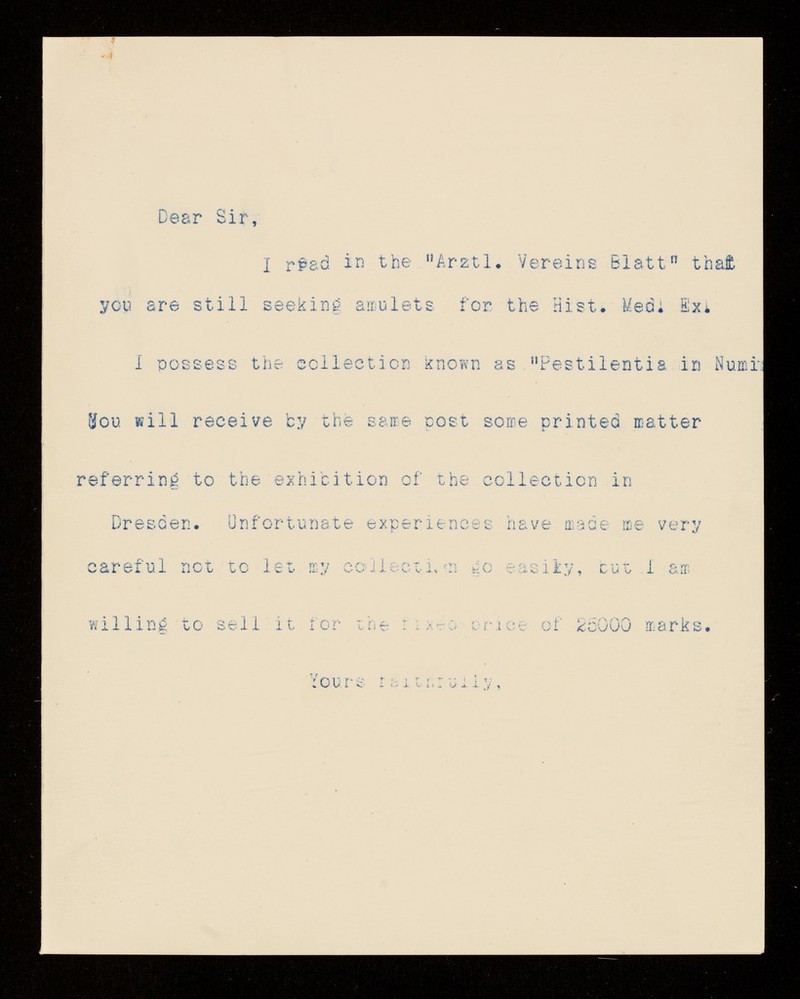 Dear Sir,
I read in the "Arztl. Vereins Blatt" that
you are still seeking amulets for the Hist. Med. Ex.
I possess the collection known as "Pestilentia in Numi
You will receive by the same post some printed matter
referring to the exhibition of the collection in
Dresden. Unfortunate experiences have made me very
careful not to let my collection go easily, but I am
willing to sell it for the fixed price of 25000 marks.
Yours faithfully,